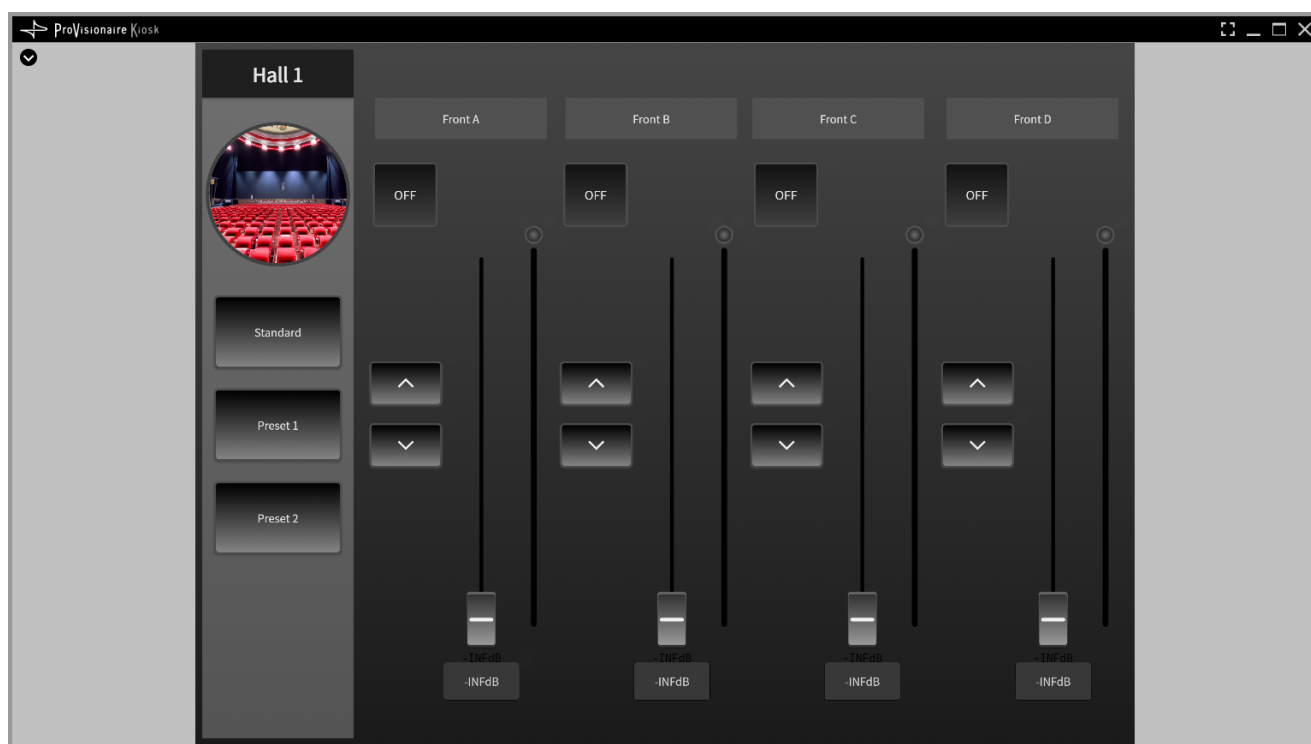 ProVisionaire Kiosk
Hall 1
Front A
Front B
Front C
Front D
OFF
OFF
OFF
OFF
Standard
Preset 1
Preset 2
-INFdB
-INFdB
-INFdB
-INFdB
-INFdB
-INFdB
-INFdB
-INFdB